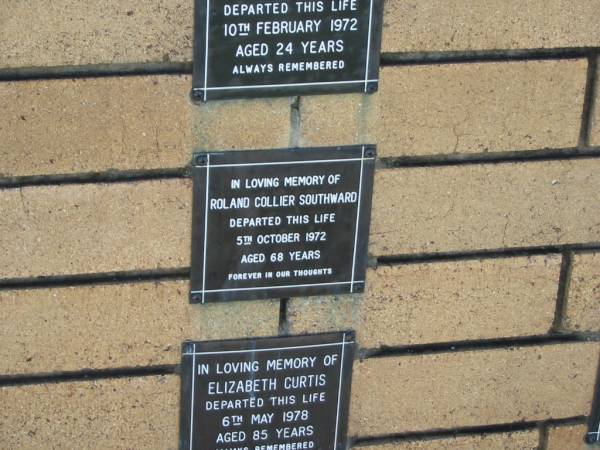 DEPARTED THIS LIFE
10TH FEBRUARY 1972
AGED 24 YEARS
ALWAYS REMEMBERED
IN LOVING MEMORY OF
ROLAND COLLIER SOUTHWARD
DEPARTED THIS LIFE
5TH OCTOBER 1972
AGED 68 YEARS
FOREVER IN OUR THOUGHTS
IN LOVING MEMORY OF
ELIZABETH CURTIS
DEPARTED THIS LIFE
6TH MAY 1978
AGED 85 YEARS
ALWAYS REMEMBERED